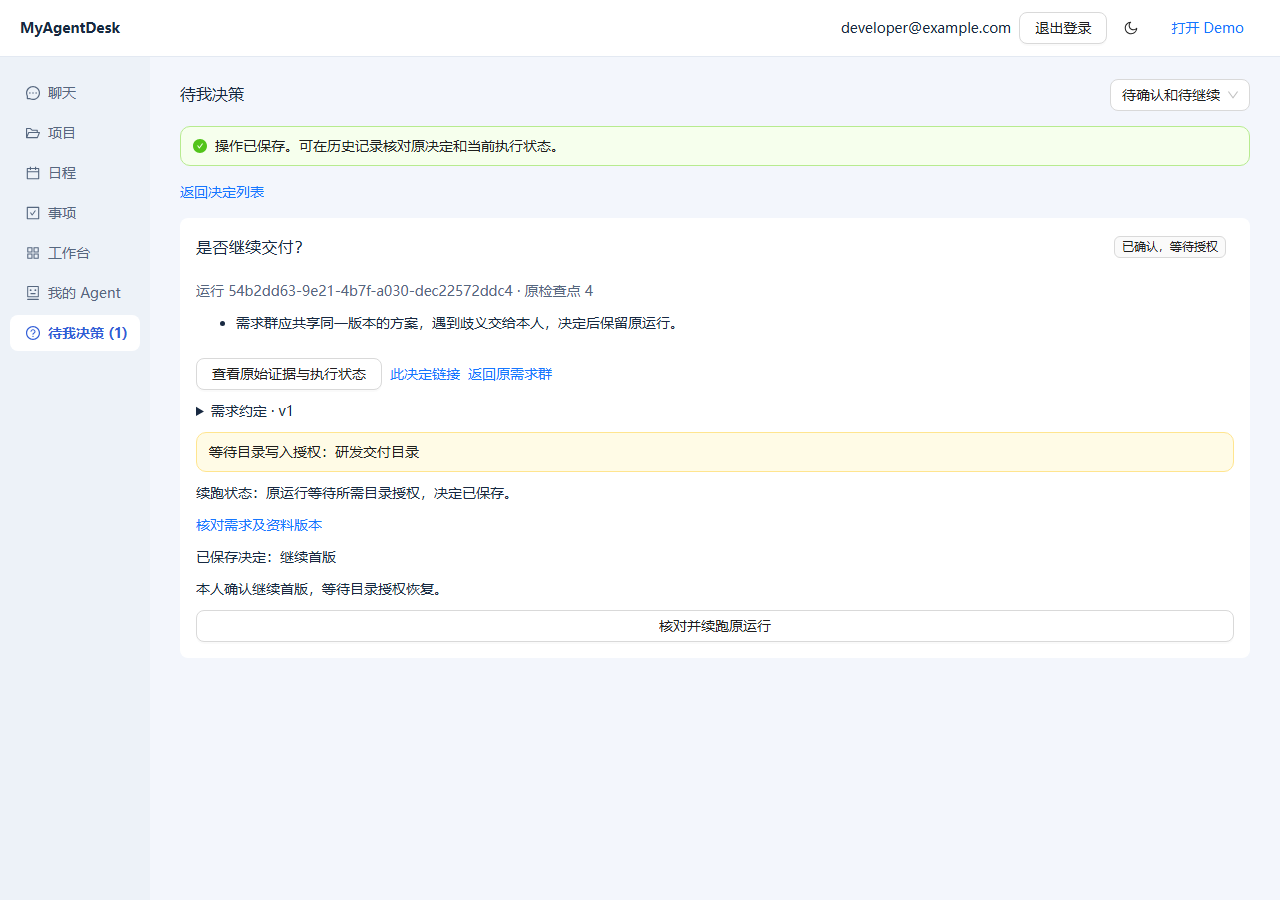 MyAgentDesk
developer@example.com
退出登录
打开 Demo
聊天
项目
日程
事项
工作台
我的 Agent
待我决策 (1)
待我决策
待确认和待继续
操作已保存。可在历史记录核对原决定和当前执行状态。
返回决定列表
是否继续交付？
已确认，等待授权
运行 54b2dd63-9e21-4b7f-a030-dec22572ddc4 · 原检查点 4
需求群应共享同一版本的方案，遇到歧义交给本人，决定后保留原运行。
查看原始证据与执行状态
此决定链接
返回原需求群
需求约定 · v1
等待目录写入授权：研发交付目录
续跑状态：原运行等待所需目录授权，决定已保存。
核对需求及资料版本
已保存决定：继续首版
本人确认继续首版，等待目录授权恢复。
核对并续跑原运行